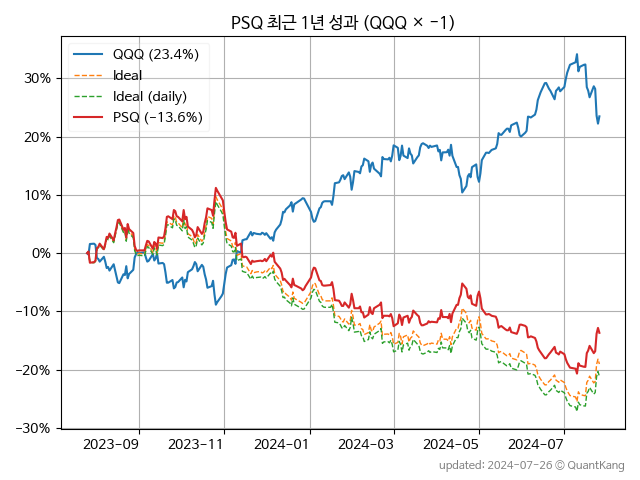 PSQ 최근 1년 성과 (QQQ × −1)
QQQ (23.4%)
Ideal
Ideal (daily)
PSQ (−13.6%)
30%
20%
10%
0%
−10%
−20%
−30%
2023−09
2023−11
2024−01
2024−03
2024−05
2024−07
updated: 2024-07-26 © QuantKang